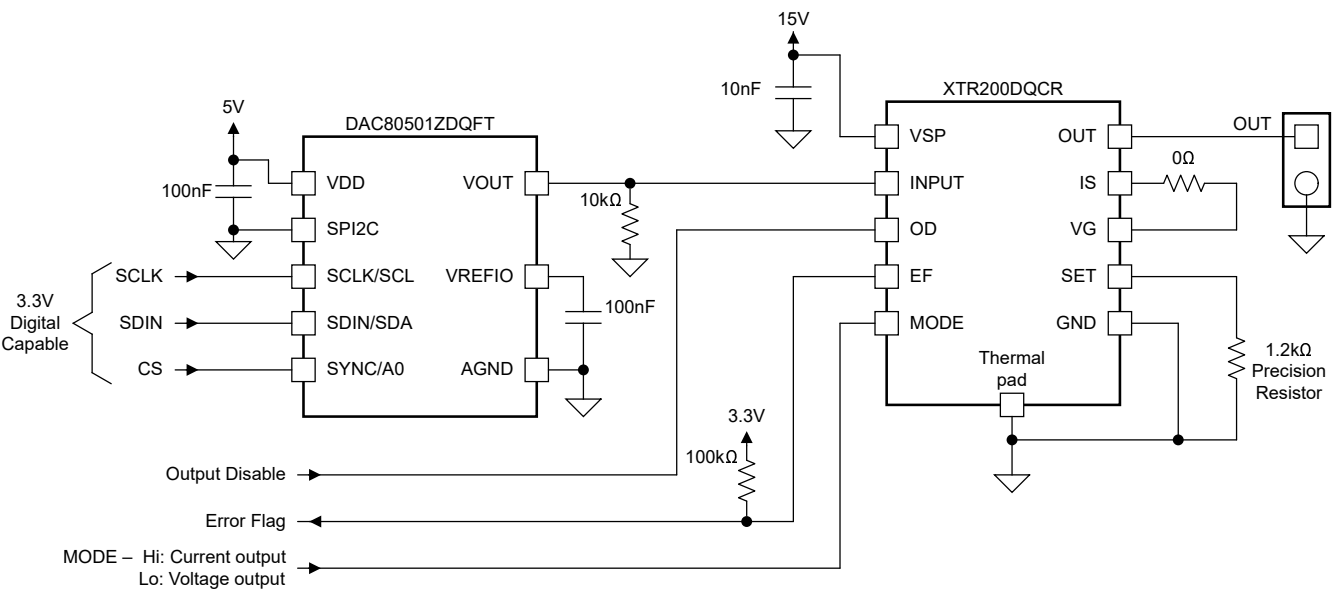 15V
10nF
XTR200DQCR
5V
DAC80501ZDQFT
100nF
VDD
SPI2C
SCLK/SCL
SDIN/SDA
SYNC/A0
VOUT
VREFIO
AGND
10kΩ
100nF
3.3V
Digital
Capable
SCLK
SDIN
CS
VSP
INPUT
OD
EF
MODE
OUT
IS
VG
SET
GND
Thermal
pad
OUT
0Ω
1.2kΩ
Precision
Resistor
3.3V
100kΩ
Output Disable
Error Flag
MODE – Hi: Current output
Lo: Voltage output